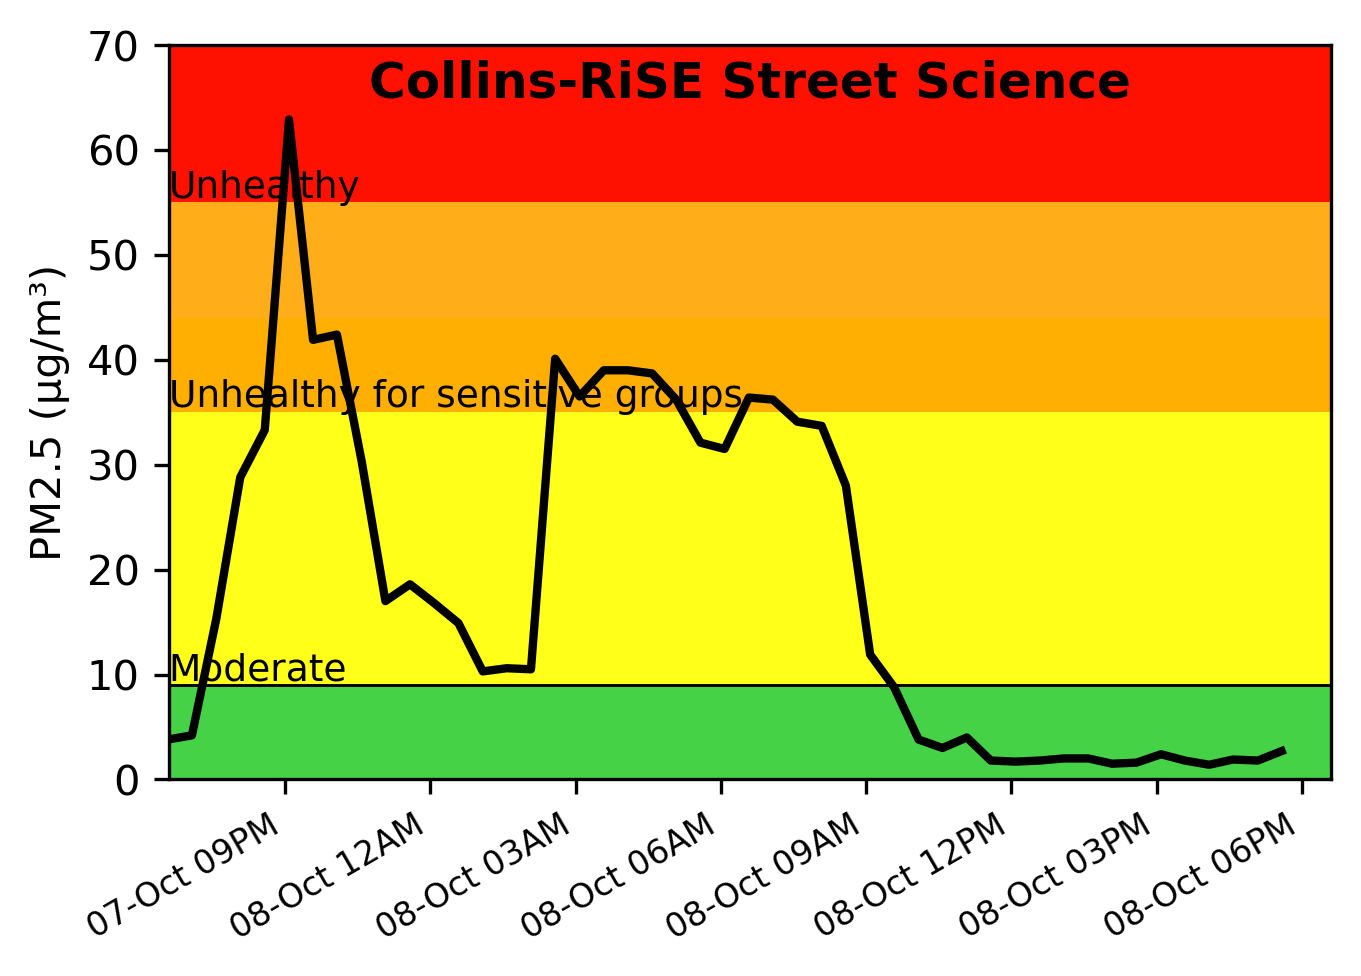 Collins-RiSE Street Science
PM2.5 (μg/m³)
70
60
50
40
30
20
10
0
Unhealthy
Unhealthy for sensitive groups
Moderate
07-Oct 09PM
08-Oct 12AM
08-Oct 03AM
08-Oct 06AM
08-Oct 09AM
08-Oct 12PM
08-Oct 03PM
08-Oct 06PM